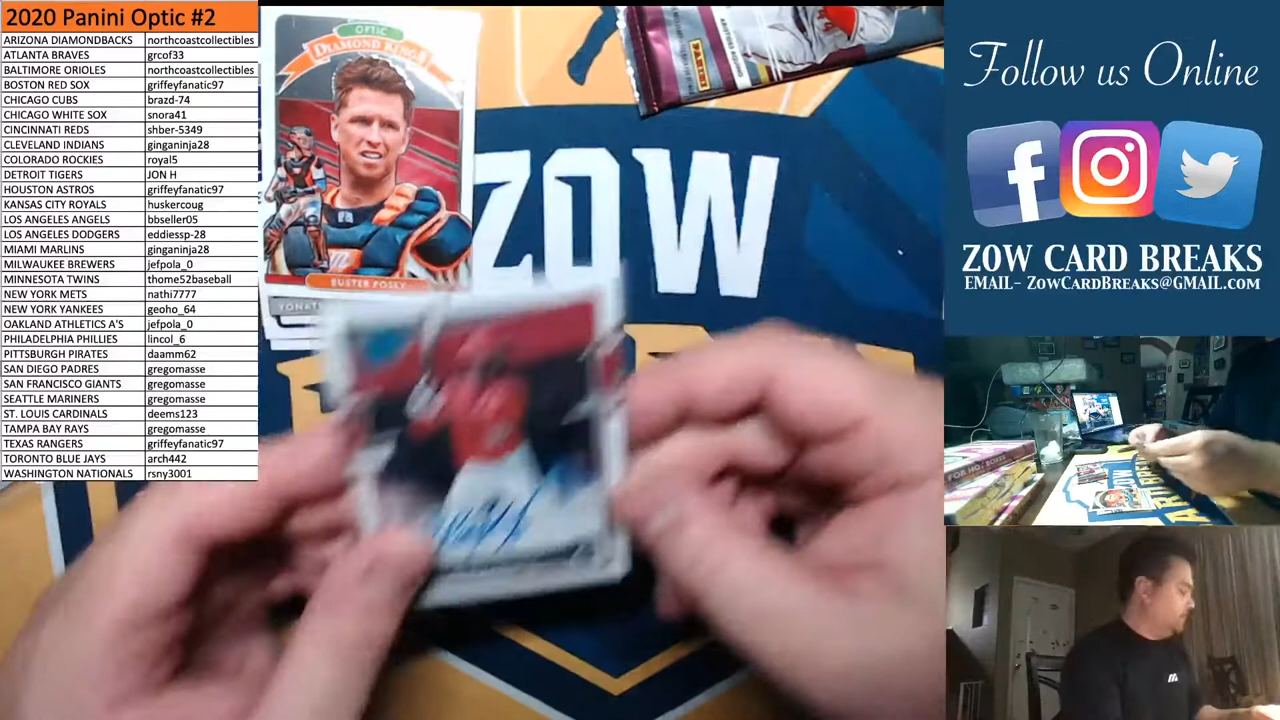 2020 Panini Optic #2
ARIZONA DIAMONDBACKS northcoastcollectibles
ATLANTA BRAVES grcof33
BALTIMORE ORIOLES northcoastcollectibles
BOSTON RED SOX griffeyfanatic97
CHICAGO CUBS brazd-74
CHICAGO WHITE SOX snora41
CINCINNATI REDS shber-5349
CLEVELAND INDIANS ginganinja28
COLORADO ROCKIES royal5
DETROIT TIGERS JON H
HOUSTON ASTROS griffeyfanatic97
KANSAS CITY ROYALS huskercoug
LOS ANGELES ANGELS bbseller05
LOS ANGELES DODGERS eddiessp-28
MIAMI MARLINS ginganinja28
MILWAUKEE BREWERS jefpola_0
MINNESOTA TWINS thome52baseball
NEW YORK METS nathi7777
NEW YORK YANKEES geoho_64
OAKLAND ATHLETICS A'S jefpola_0
PHILADELPHIA PHILLIES lincol_6
PITTSBURGH PIRATES daamm62
SAN DIEGO PADRES gregomasse
SAN FRANCISCO GIANTS gregomasse
SEATTLE MARINERS gregomasse
ST. LOUIS CARDINALS deems123
TAMPA BAY RAYS gregomasse
TEXAS RANGERS griffeyfanatic97
TORONTO BLUE JAYS arch442
WASHINGTON NATIONALS rsny3001
OPTIC
DIAMOND KINGS
BUSTER POSEY
PANINI
ZOW
Follow us Online
ZOW CARD BREAKS
EMAIL- ZowCardBreaks@gmail.com